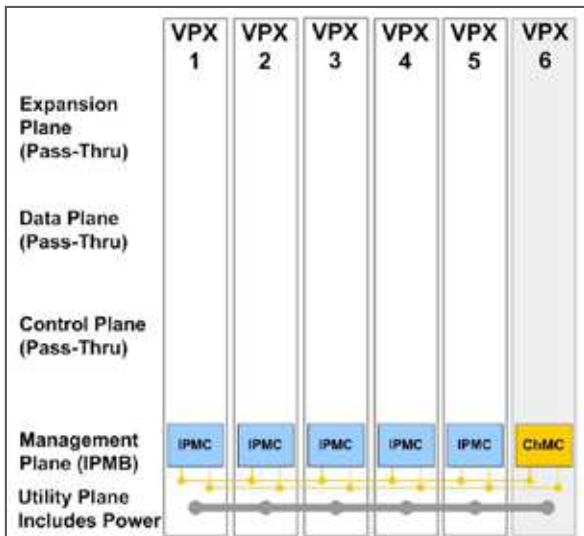 VPX 1
VPX 2
VPX 3
VPX 4
VPX 5
VPX 6
Expansion
Plane
(Pass-Thru)
Data Plane
(Pass-Thru)
Control Plane
(Pass-Thru)
Management
Plane (IPMB)
IPMC
IPMC
IPMC
IPMC
IPMC
ChMC
Utility Plane
Includes Power